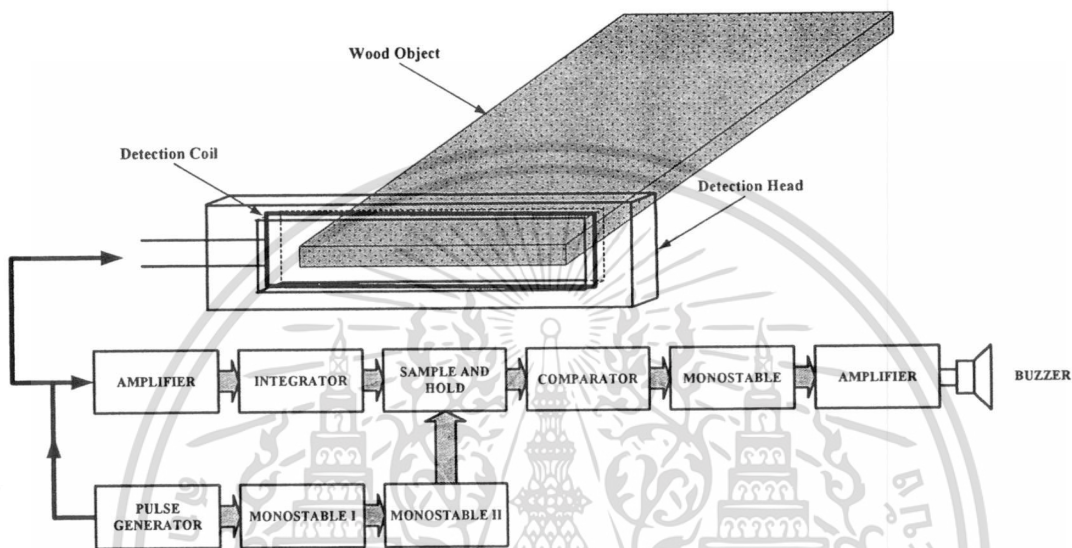 Wood Object
Detection Coil
Detection Head
AMPLIFIER
INTEGRATOR
SAMPLE AND
HOLD
COMPARATOR
MONOSTABLE
AMPLIFIER
BUZZER
PULSE
GENERATOR
MONOSTABLE I
MONOSTABLE II